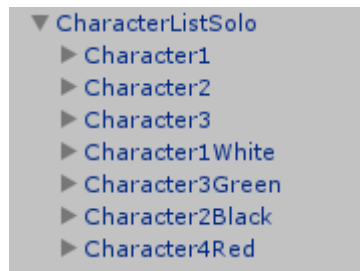 CharacterListSolo
Character1
Character2
Character3
Character1White
Character3Green
Character2Black
Character4Red